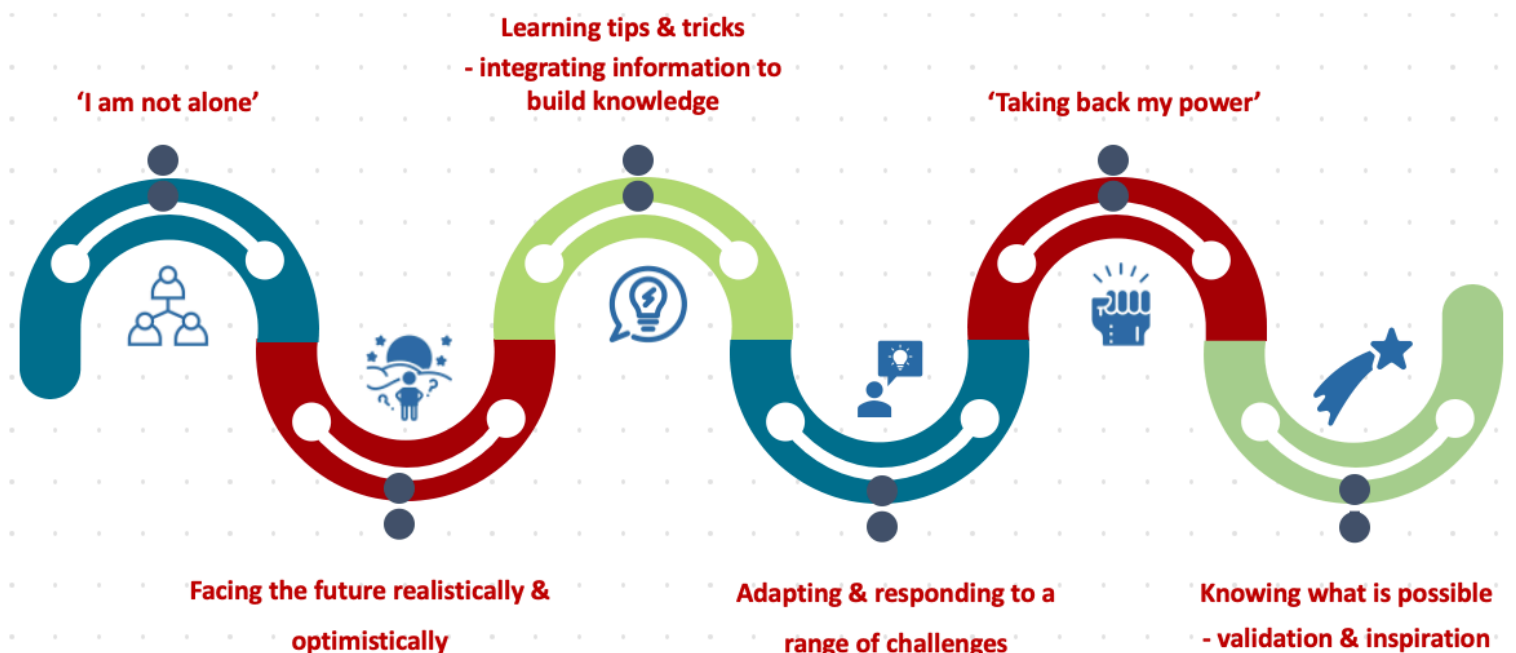 ‘I am not alone’
Facing the future realistically &
optimistically
Learning tips & tricks
- integrating information to
build knowledge
Adapting & responding to a
range of challenges
‘Taking back my power’
Knowing what is possible
- validation & inspiration